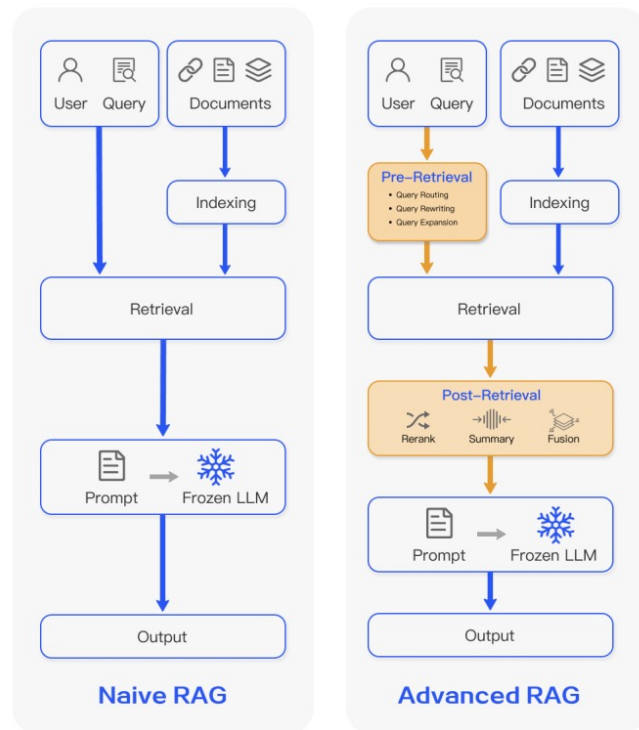 User Query
Documents
Indexing
Retrieval
Prompt
Frozen LLM
Output
Naive RAG
User Query
Documents
Pre-Retrieval
• Query Routing
• Query Rewriting
• Query Expansion
Indexing
Retrieval
Post-Retrieval
Rerank
Summary
Fusion
Prompt
Frozen LLM
Output
Advanced RAG